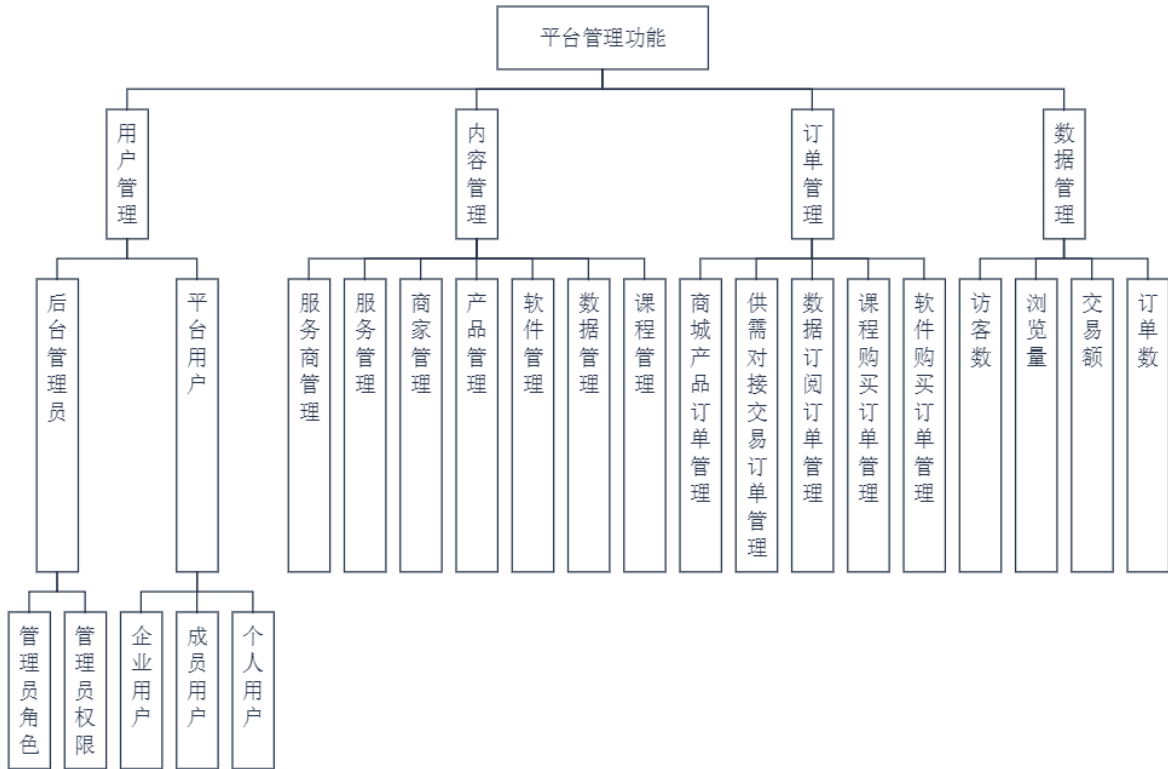 平台管理功能
用户管理
内容管理
订单管理
数据管理
后台管理员
平台用户
服务商管理
服务管理
商家管理
产品管理
软件管理
数据管理
课程管理
商城产品订单管理
供需对接交易订单管理
数据订阅订单管理
课程购买订单管理
软件购买订单管理
访客数
浏览量
交易额
订单数
管理员角色
管理员权限
企业用户
成员用户
个人用户